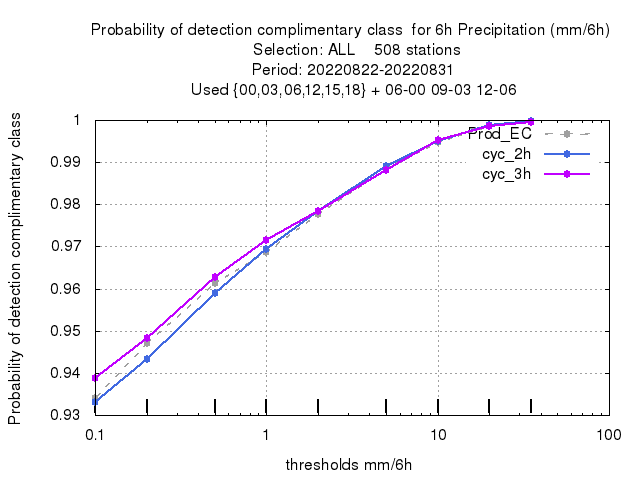 Probability of detection complimentary class  for 6h Precipitation (mm/6h)
Selection: ALL    508 stations
Period: 20220822-20220831
Used {00,03,06,12,15,18} + 06-00 09-03 12-06
Probability of detection complimentary class
1
0.99
0.98
0.97
0.96
0.95
0.94
0.93
Prod_EC
cyc_2h
cyc_3h
0.1 1 10 100
thresholds mm/6h